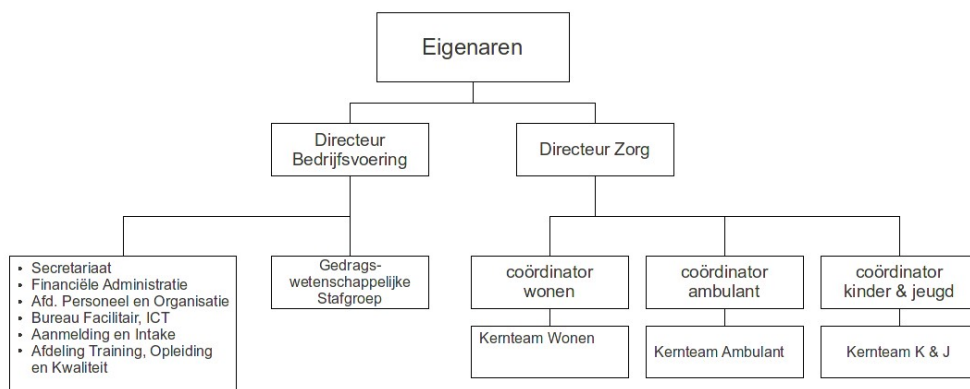 Eigenaren
Directeur
Bedrijfsvoering
Directeur Zorg
• Secretariaat
• Financiële Administratie
• Afd. Personeel en Organisatie
• Bureau Facilitair, ICT
• Aanmelding en Intake
• Afdeling Training, Opleiding
en Kwaliteit
Gedrags-
wetenschappelijke
Stafgroep
coördinator
wonen
coördinator
ambulant
coördinator
kinder & jeugd
Kernteam Wonen
Kernteam Ambulant
Kernteam K & J